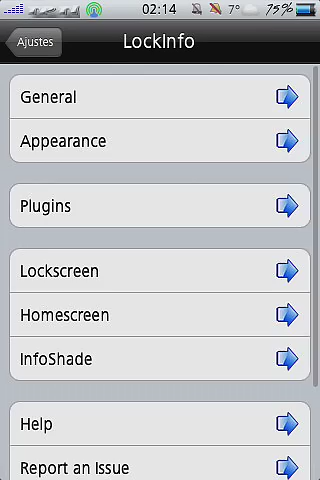 02:14 7° 75%
Ajustes LockInfo
General
Appearance
Plugins
Lockscreen
Homescreen
InfoShade
Help
Report an Issue